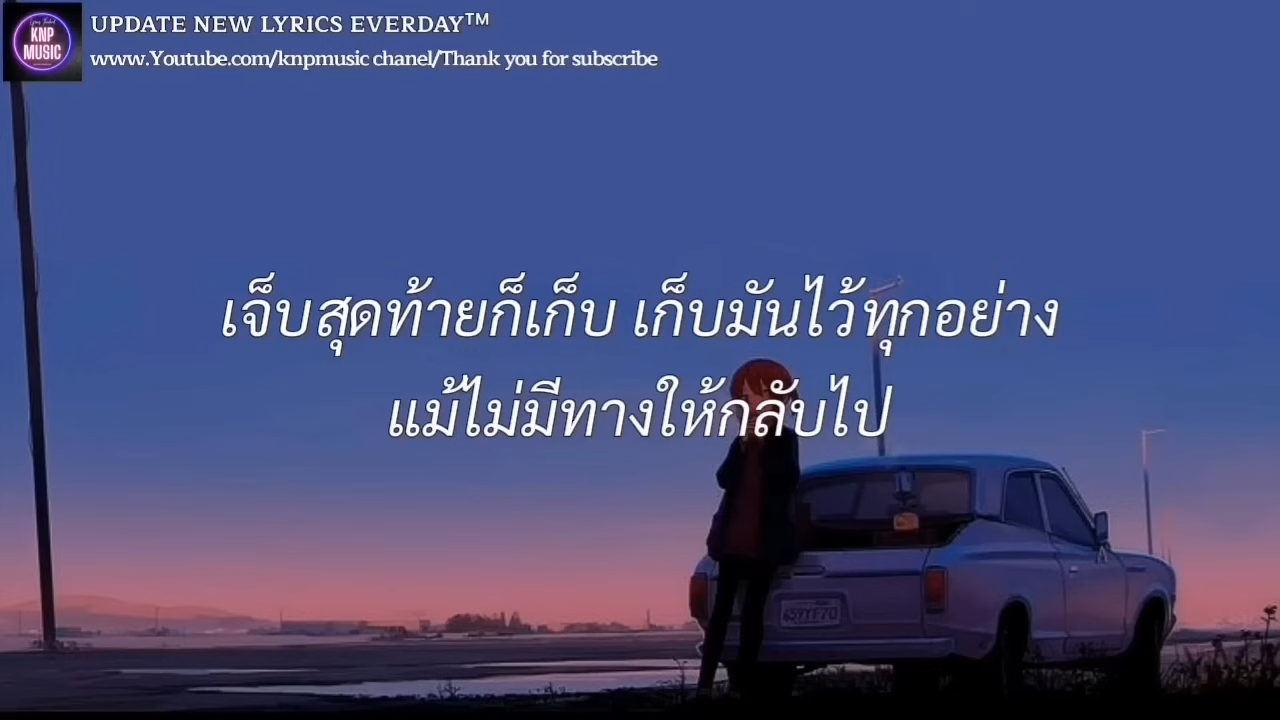 UPDATE NEW LYRICS EVERDAY™
KNP
MUSIC
www.Youtube.com/knpmusic chanel/Thank you for subscribe
เจ็บสุดท้ายก็เก็บ เก็บมันไว้ทุกอย่าง
แม้ไม่มีทางให้กลับไป